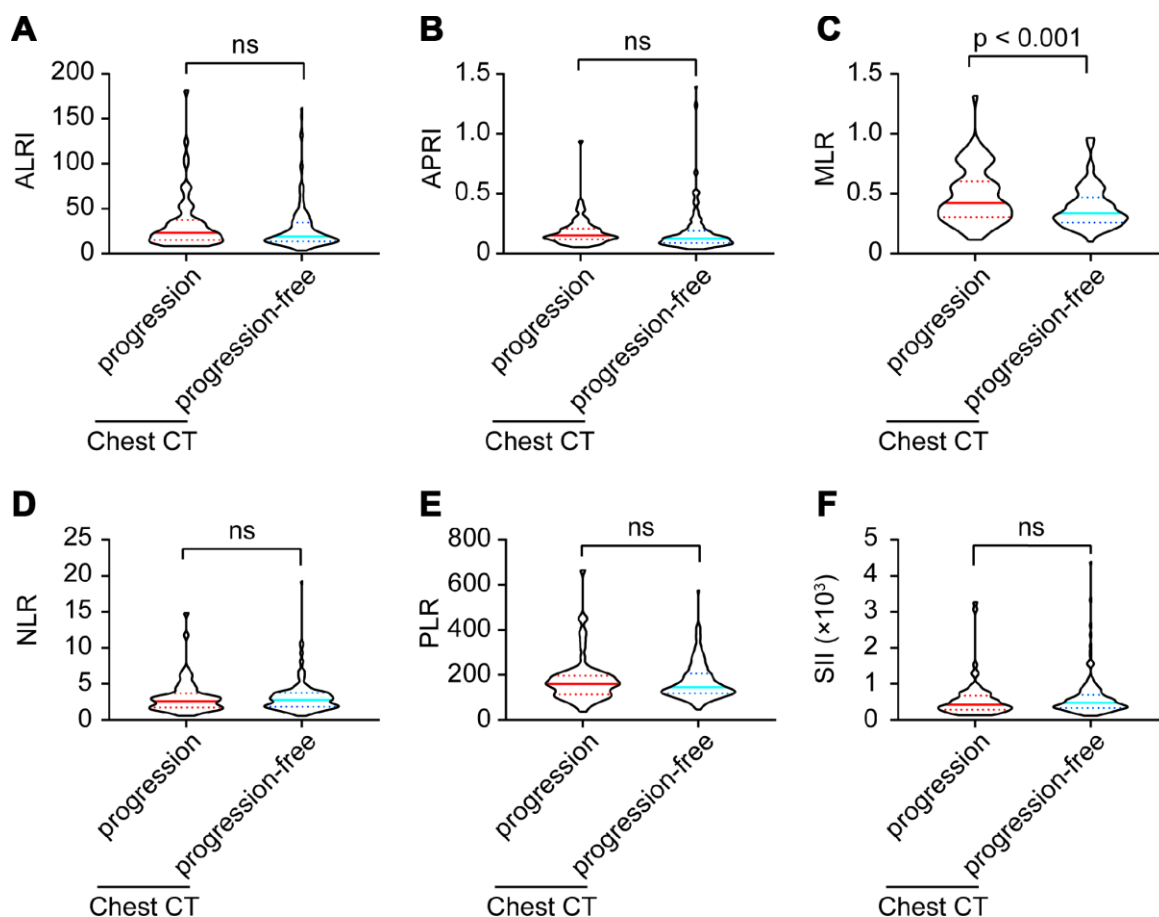 A
ns
ALRI
200
150
100
50
0
progression
progression-free
Chest CT
B
ns
APRI
1.5
1.0
0.5
0
progression
progression-free
Chest CT
C
p < 0.001
MLR
1.5
1.0
0.5
0
progression
progression-free
Chest CT
D
ns
NLR
25
20
15
10
5
0
progression
progression-free
Chest CT
E
ns
PLR
800
600
400
200
0
progression
progression-free
Chest CT
F
ns
SII (×10³)
5
4
3
2
1
0
progression
progression-free
Chest CT